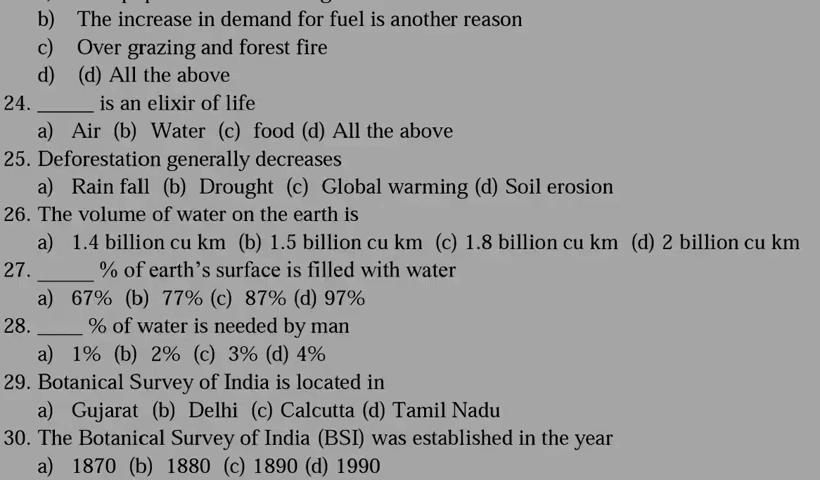 b) The increase in demand for fuel is another reason
c) Over grazing and forest fire
d) (d) All the above
24. _____ is an elixir of life
a) Air (b) Water (c) food (d) All the above
25. Deforestation generally decreases
a) Rain fall (b) Drought (c) Global warming (d) Soil erosion
26. The volume of water on the earth is
a) 1.4 billion cu km (b) 1.5 billion cu km (c) 1.8 billion cu km (d) 2 billion cu km
27. _____ % of earth’s surface is filled with water
a) 67% (b) 77% (c) 87% (d) 97%
28. ____ % of water is needed by man
a) 1% (b) 2% (c) 3% (d) 4%
29. Botanical Survey of India is located in
a) Gujarat (b) Delhi (c) Calcutta (d) Tamil Nadu
30. The Botanical Survey of India (BSI) was established in the year
a) 1870 (b) 1880 (c) 1890 (d) 1990